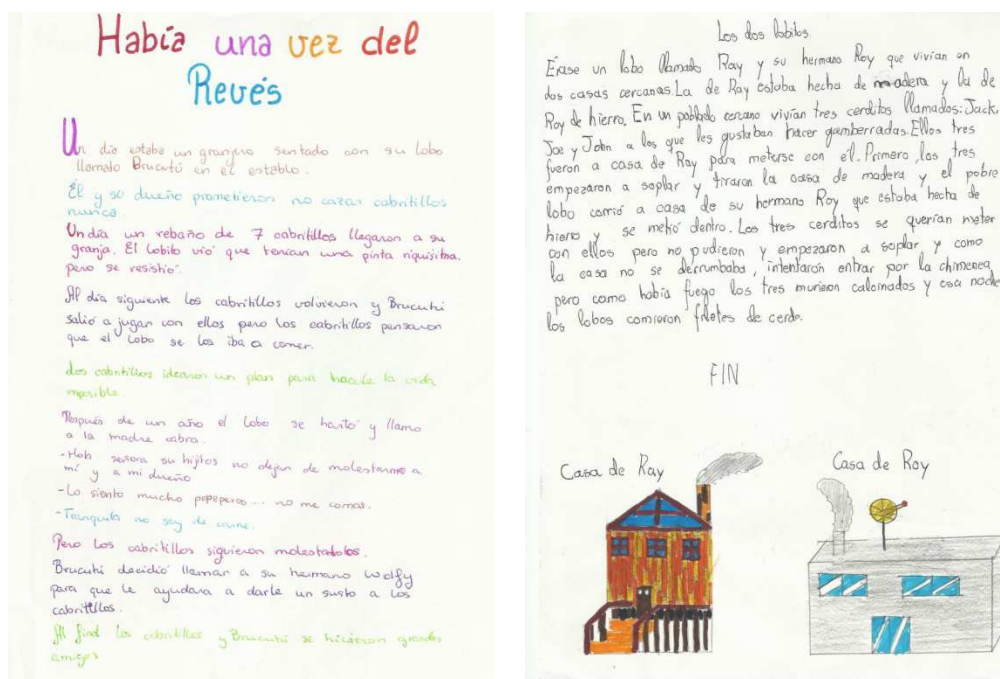 Había una vez del
Revés
Un día estaba un granjero sentado con su lobo
llamado Brucutú en el establo.
Él y su dueño prometieron no cazar cabritillos
nunca.
Un día un rebaño de 7 cabritillos llegaron a su
granja. El lobito vió que tenían una pinta riquísima.
pero se resistió.
Al día siguiente los cabritillos volvieron y Brucutú
salió a jugar con ellos pero los cabritillos pensaron
que el lobo se los iba a comer.
Los cabritillos idearon un plan para hacerle la vida
imposible.
Después de un año el lobo se hartó y llamo
a la madre cabra.
-Hoh señora su hijitos no dejan de molestarme a
mí y a mi dueño
-Lo siento mucho pepeperos... no me comas.
-Tranquila no soy de carne.
Pero los cabritillos siguieron molestadolos.
Brucutú decidió llamar a su hermano Wolfy
para que le ayudara a darle un susto a los
cabritillos.
Al final los cabritillos y Brucutú se hicieron grandes
amigos
Los dos lobitos
Érase un lobo llamado Ray y su hermano Roy que vivían en
dos casas cercanas. La de Ray estaba hecha de madera y la de
Roy de hierro. En un poblado cercano vivían tres cerditos llamados: Jack,
Joe y John a los que les gustaban hacer gamberradas. Ellos tres
fueron a casa de Ray para meterse con él. Primero, los tres
empezaron a soplar y tiraron la casa de madera y el pobre
lobo corrió a casa de su hermano Roy que estaba hecha de
hierro y se metió dentro. Los tres cerditos se querían meter
con ellos pero no pudieron y empezaron a soplar y como
la casa no se derrumbaba, intentarón entrar por la chimenea
pero como había fuego los tres murieron calcinados y esa noche
los lobos comieron filetes de cerdo.
FIN
Casa de Ray
Casa de Roy